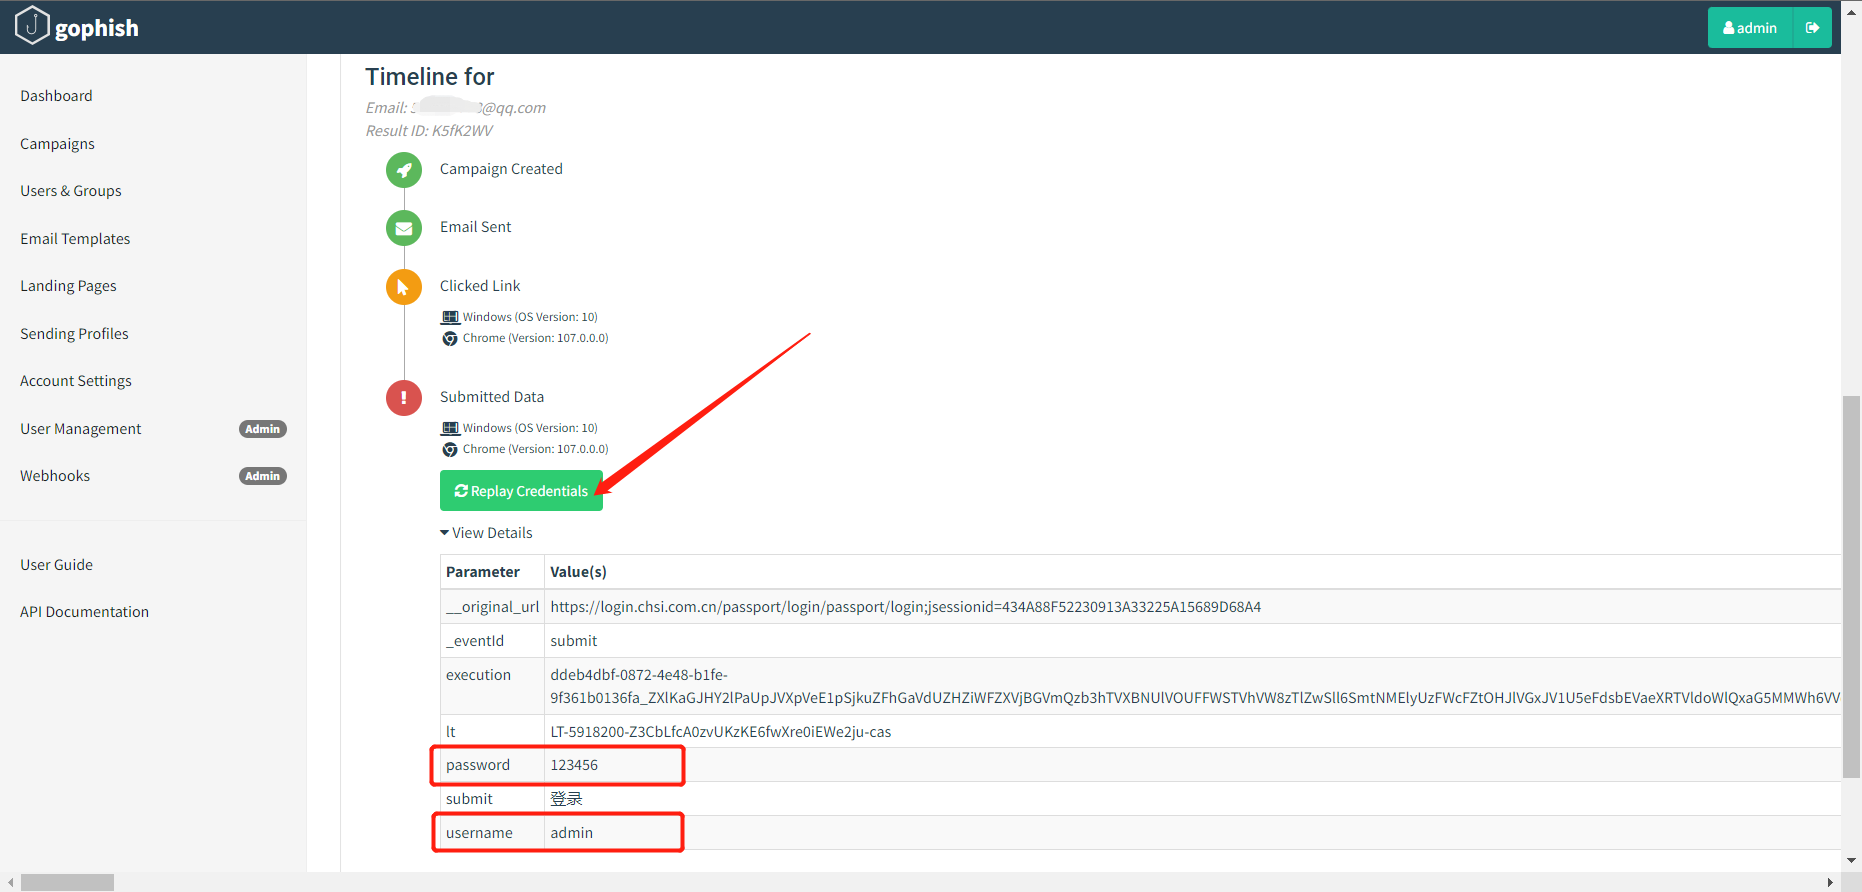 gophish
admin
Dashboard
Campaigns
Users & Groups
Email Templates
Landing Pages
Sending Profiles
Account Settings
User Management Admin
Webhooks Admin
User Guide
API Documentation
Timeline for
Email: @qq.com
Result ID: K5fK2WV
Campaign Created
Email Sent
Clicked Link
Windows (OS Version: 10)
Chrome (Version: 107.0.0.0)
Submitted Data
Windows (OS Version: 10)
Chrome (Version: 107.0.0.0)
Replay Credentials
View Details
Parameter Value(s)
__original_url https://login.chsi.com.cn/passport/login/passport/login;jsessionid=434A88F52230913A33225A15689D68A4
_eventId submit
execution ddeb4dbf-0872-4e48-b1fe-
9f361b0136fa_ZXlKaGJHY2lPaUpJVXpVeE1pSjkuZFhGaVdUZHZiWFZXVjBGVmQzb3hTVXBNUlVOUFFWSTVhVW8zTlZwSll6SmtNMElyUzFWcFZtOHJlVGxJV1U5eFdsbEVaeXRTVldoWlQxaG5MMWh6VV
lt LT-5918200-Z3CbLfcA0zvUKzKE6fwXre0iEWe2ju-cas
password 123456
submit 登录
username admin